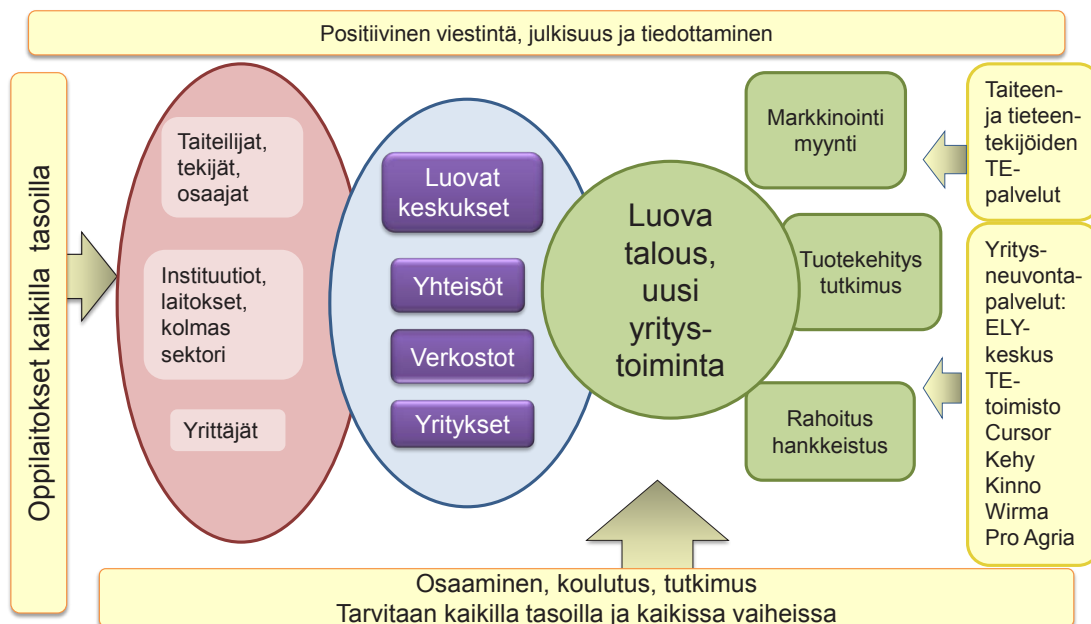 Positiivinen viestintä, julkisuus ja tiedottaminen
Oppilaitokset kaikilla tasoilla
Taiteilijat,
tekijät,
osaajat
Instituutiot,
laitokset,
kolmas
sektori
Yrittäjät
Luovat
keskukset
Yhteisöt
Verkostot
Yritykset
Luova
talous,
uusi
yritys-
toiminta
Markkinointi
myynti
Tuotekehitys
tutkimus
Rahoitus
hankkeistus
Taiteen-
ja tieteen-
tekijöiden
TE-
palvelut
Yritys-
neuvonta-
palvelut:
ELY-
keskus
TE-
toimisto
Cursor
Kehy
Kinno
Wirma
Pro Agria
Osaaminen, koulutus, tutkimus
Tarvitaan kaikilla tasoilla ja kaikissa vaiheissa